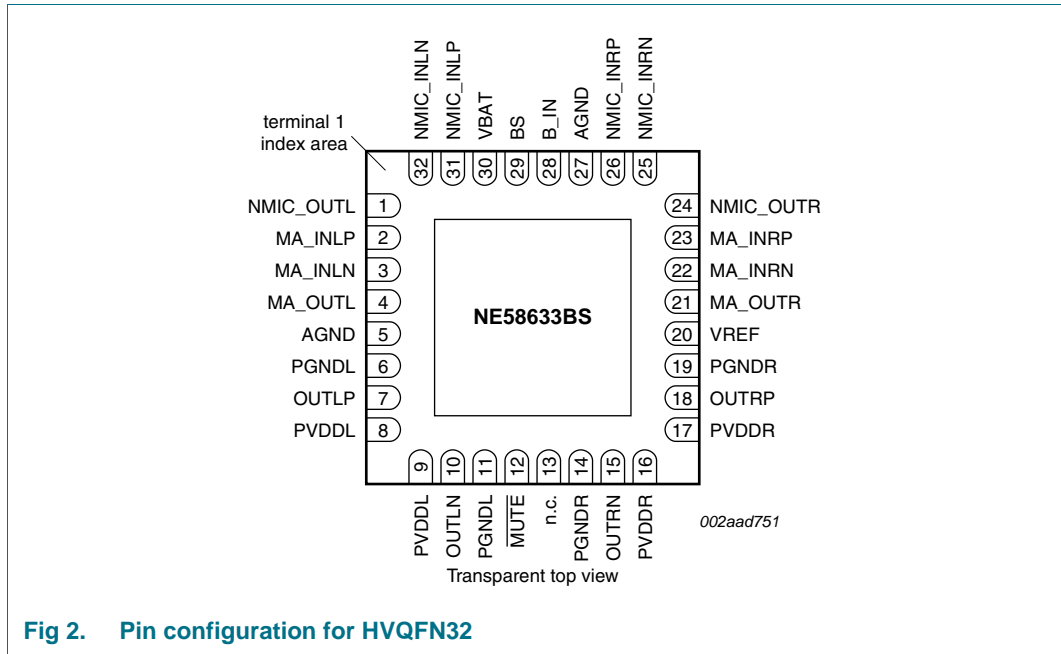 NMIC_INLN
NMIC_INLP
VBAT
BS
B_IN
AGND
NMIC_INRP
NMIC_INRN
terminal 1
index area
32
31
30
29
28
27
26
25
NMIC_OUTL 1
MA_INLP 2
MA_INLN 3
MA_OUTL 4
AGND 5
PGNDL 6
OUTLP 7
PVDDL 8
NE58633BS
24 NMIC_OUTR
23 MA_INRP
22 MA_INRN
21 MA_OUTR
20 VREF
19 PGNDR
18 OUTRP
17 PVDDR
9
10
11
12
13
14
15
16
PVDDL
OUTLN
PGNDL
MUTE
n.c.
PGNDR
OUTRN
PVDDR
002aad751
Transparent top view
Fig 2. Pin configuration for HVQFN32